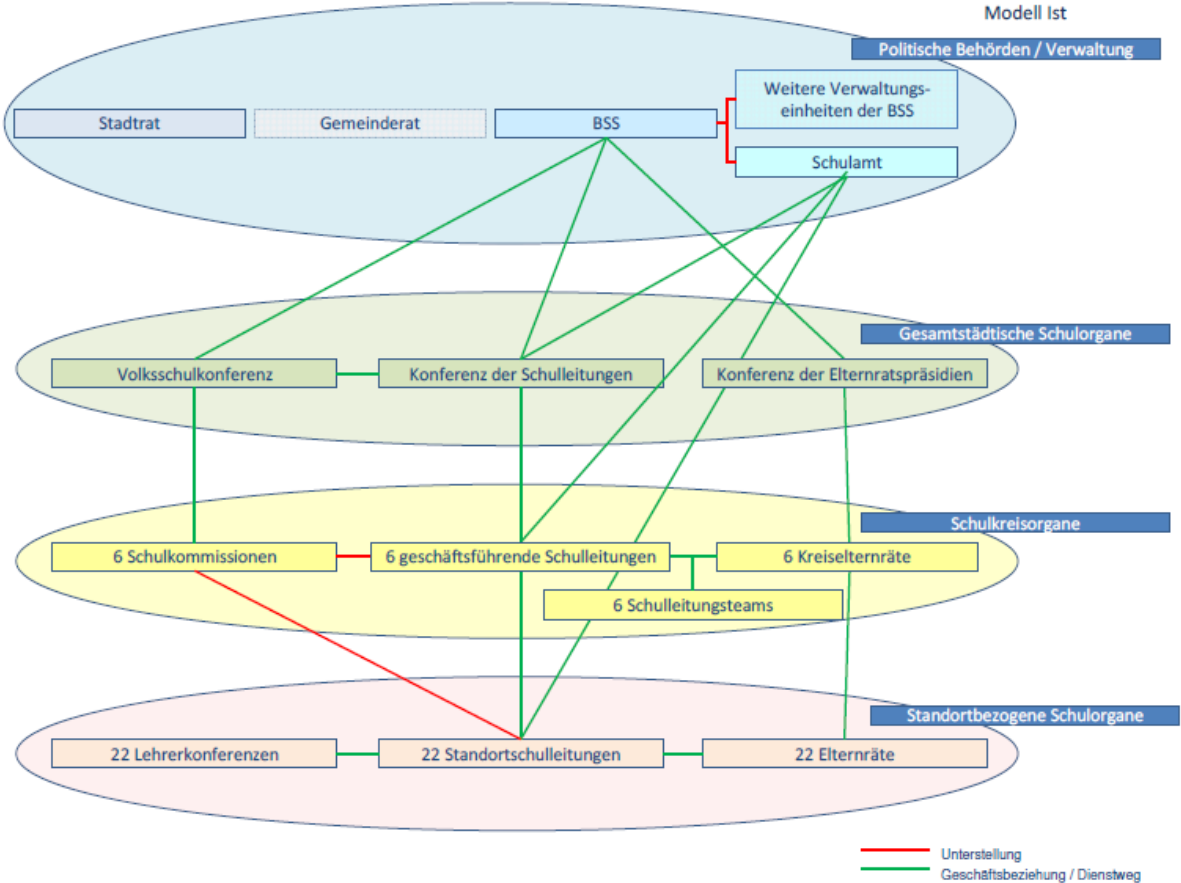 Modell Ist
Politische Behörden / Verwaltung
Weitere Verwaltungs-
einheiten der BSS
Stadtrat
Gemeinderat
BSS
Schulamt
Gesamtstädtische Schulorgane
Volksschulkonferenz
Konferenz der Schulleitungen
Konferenz der Elternratspräsidien
Schulkreisorgane
6 Schulkommissionen
6 geschäftsführende Schulleitungen
6 Kreiselternräte
6 Schulleitungsteams
Standortbezogene Schulorgane
22 Lehrerkonferenzen
22 Standortschulleitungen
22 Elternräte
Unterstellung
Geschäftsbeziehung / Dienstweg